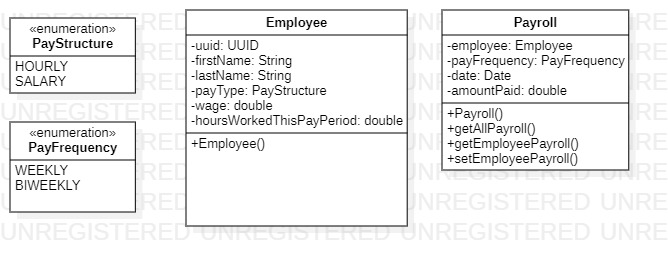 «enumeration»
PayStructure
HOURLY
SALARY
«enumeration»
PayFrequency
WEEKLY
BIWEEKLY
Employee
-uuid: UUID
-firstName: String
-lastName: String
-payType: PayStructure
-wage: double
-hoursWorkedThisPayPeriod: double
+Employee()
Payroll
-employee: Employee
-payFrequency: PayFrequency
-date: Date
-amountPaid: double
+Payroll()
+getAllPayroll()
+getEmployeePayroll()
+setEmployeePayroll()
UNREGISTERED UNREGISTERED UNREGISTERED UNRE